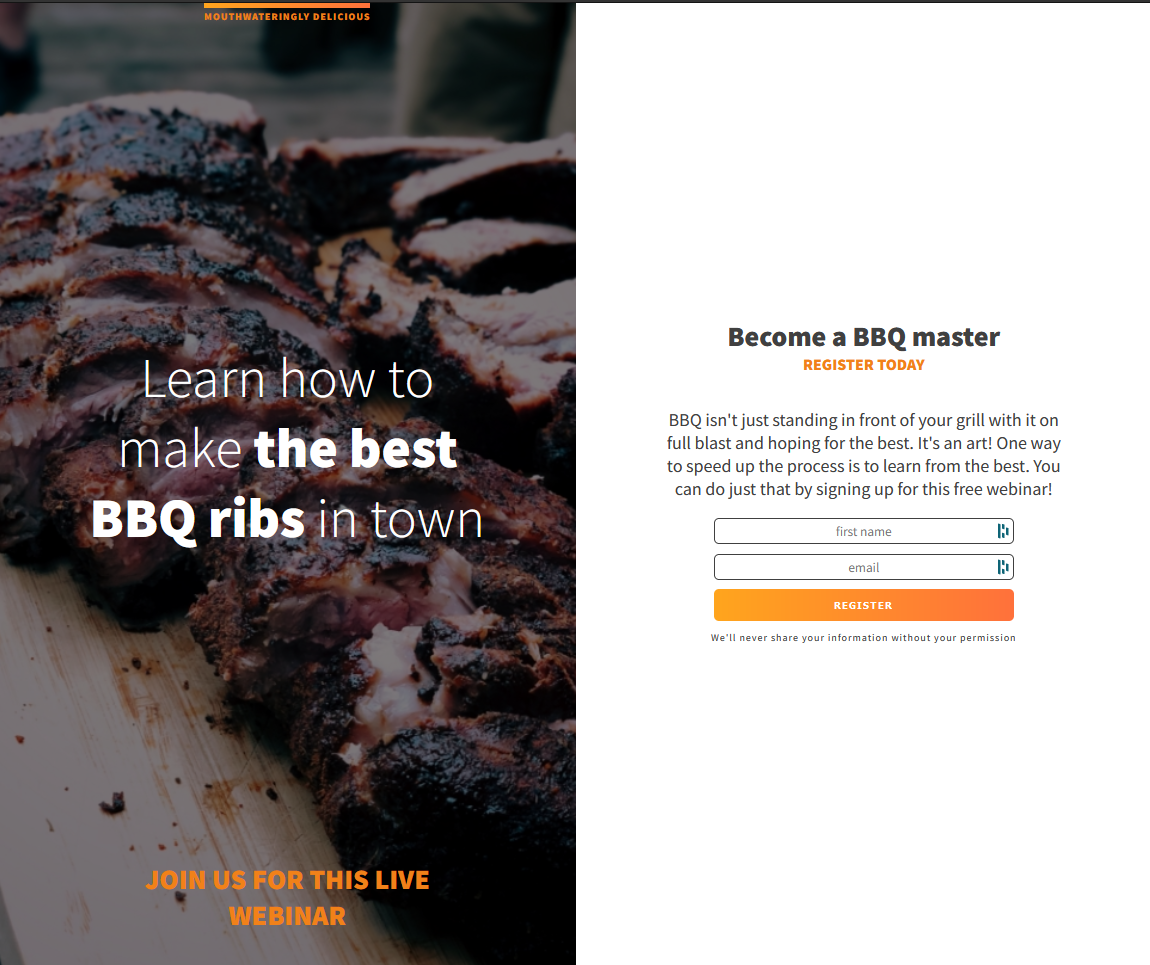 MOUTHWATERINGLY DELICIOUS
Learn how to
make the best
BBQ ribs in town
JOIN US FOR THIS LIVE
WEBINAR
Become a BBQ master
REGISTER TODAY
BBQ isn't just standing in front of your grill with it on
full blast and hoping for the best. It's an art! One way
to speed up the process is to learn from the best. You
can do just that by signing up for this free webinar!
first name
email
REGISTER
We'll never share your information without your permission